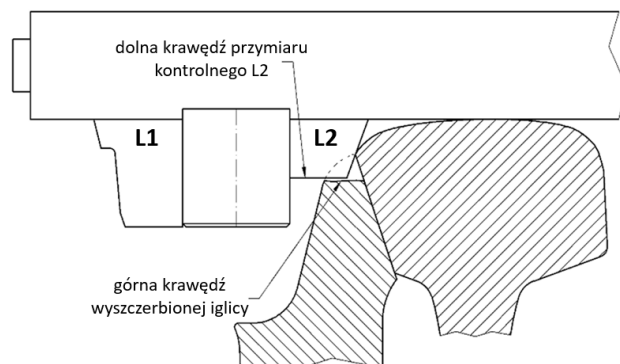 dolna krawędź przymiaru
kontrolnego L2
L1
L2
górna krawędź
wyszczerbionej iglicy